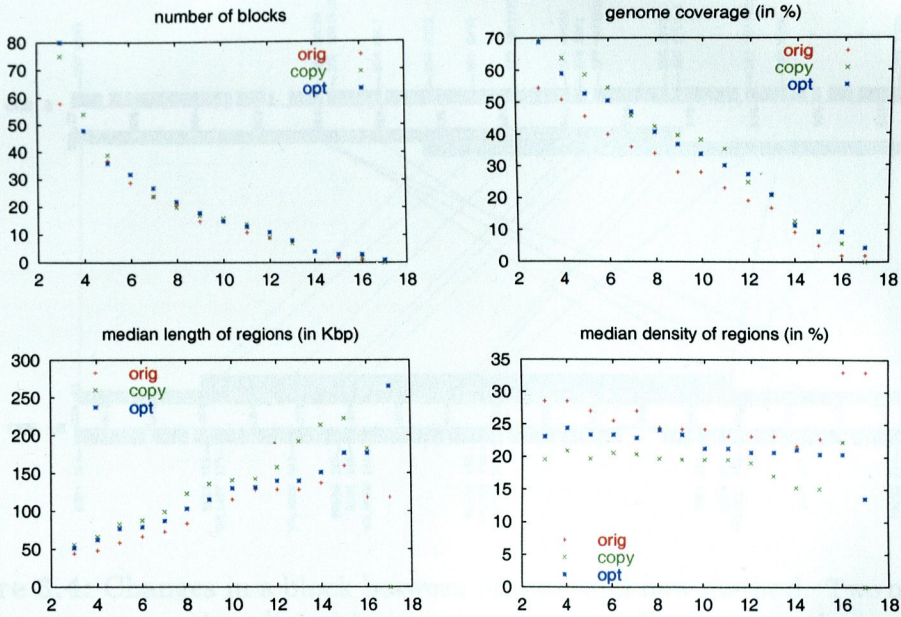 number of blocks
80
70
60
50
40
30
20
10
0
2 4 6 8 10 12 14 16 18
orig
copy
opt
genome coverage (in %)
70
60
50
40
30
20
10
0
2 4 6 8 10 12 14 16 18
orig
copy
opt
median length of regions (in Kbp)
300
250
200
150
100
50
2 4 6 8 10 12 14 16 18
orig
copy
opt
median density of regions (in %)
35
30
25
20
15
10
5
0
2 4 6 8 10 12 14 16 18
orig
copy
opt